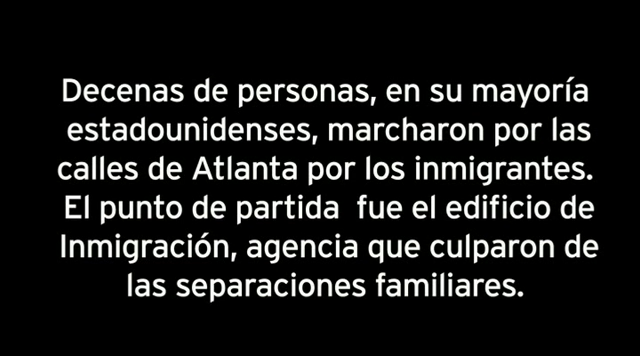 Decenas de personas, en su mayoría
estadounidenses, marcharon por las
calles de Atlanta por los inmigrantes.
El punto de partida fue el edificio de
Inmigración, agencia que culparon de
las separaciones familiares.